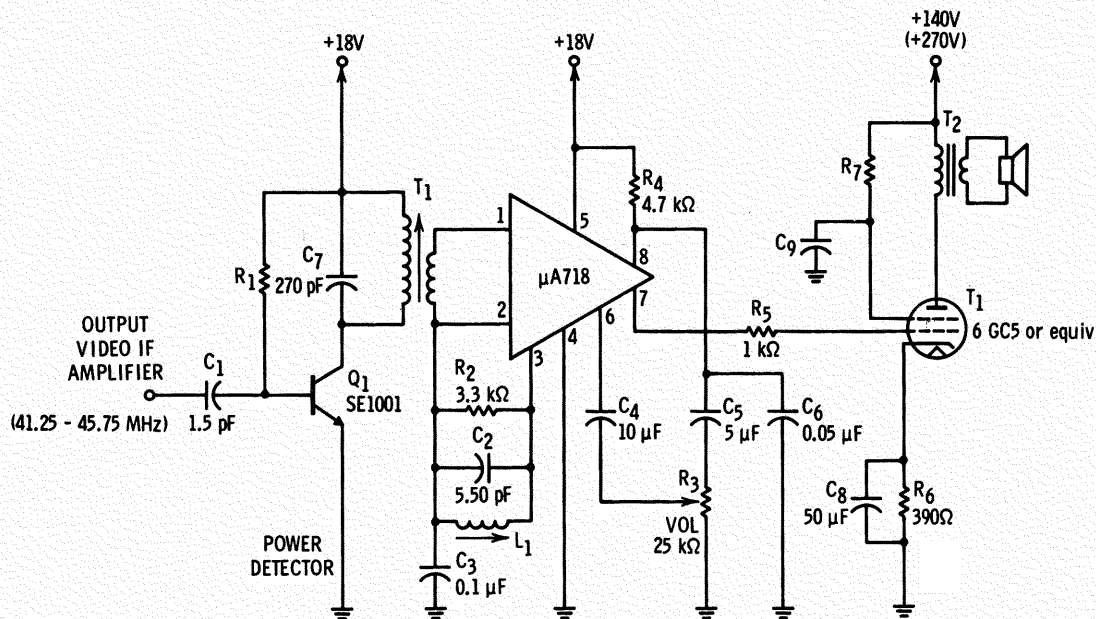 +18V
+18V
+140V
(+270V)
T1
T2
R4
4.7 kΩ
R7
C9
1
5
8
μA718
7
2
6
3
4
R1
C7
270 pF
T1
6 GC5 or equiv
R5
1 kΩ
OUTPUT
VIDEO IF
AMPLIFIER
(41.25 - 45.75 MHz)
C1
1.5 pF
Q1
SE1001
R2
3.3 kΩ
C2
5.50 pF
L1
C3
0.1 μF
C4
10 μF
C5
5 μF
C6
0.05 μF
R3
VOL
25 kΩ
C8
50 μF
R6
390Ω
POWER
DETECTOR